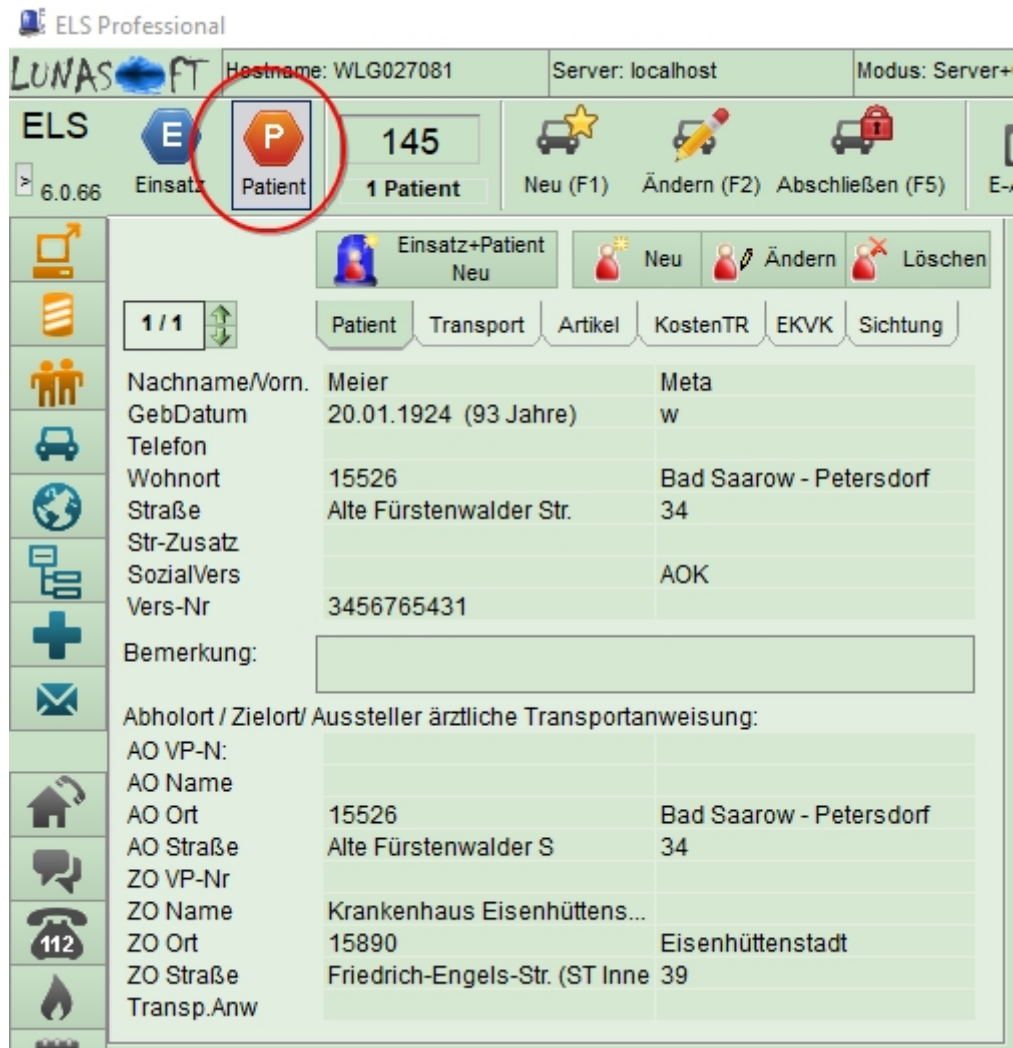 ELS Professional
LUNASOFT Hostname: WLG027081 Server: localhost Modus: Server+
ELS E P 145
> 6.0.66 Einsatz Patient 1 Patient Neu (F1) Ändern (F2) Abschließen (F5) E-
Einsatz+Patient
Neu
Neu Ändern Löschen
1 / 1 Patient Transport Artikel KostenTR EKVK Sichtung
Nachname/Vorn. Meier Meta
GebDatum 20.01.1924 (93 Jahre) w
Telefon
Wohnort 15526 Bad Saarow - Petersdorf
Straße Alte Fürstenwalder Str. 34
Str-Zusatz
SozialVers AOK
Vers-Nr 3456765431
Bemerkung:
Abholort / Zielort/ Aussteller ärztliche Transportanweisung:
AO VP-N:
AO Name
AO Ort 15526 Bad Saarow - Petersdorf
AO Straße Alte Fürstenwalder S 34
ZO VP-Nr
ZO Name Krankenhaus Eisenhüttens...
112 ZO Ort 15890 Eisenhüttenstadt
ZO Straße Friedrich-Engels-Str. (ST Inne 39
Transp.Anw